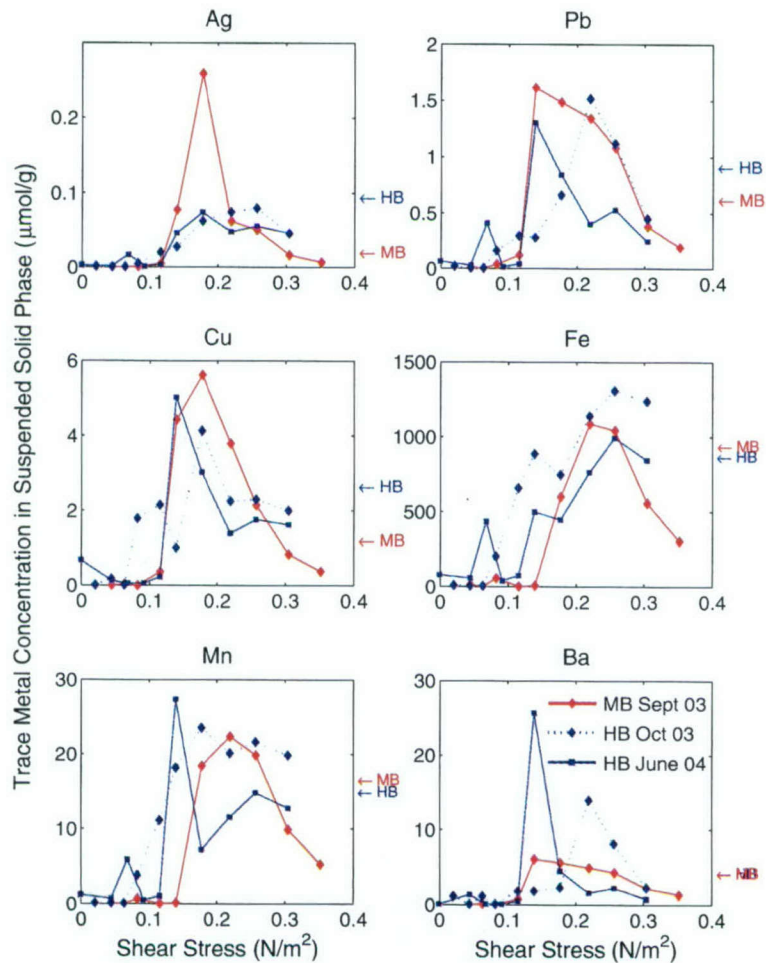 Trace Metal Concentration in Suspended Solid Phase (μmol/g)
Ag
0.2
0.1
0
0 0.1 0.2 0.3 0.4
← HB
← MB
Pb
2
1.5
1
0.5
0
0 0.1 0.2 0.3 0.4
← HB
← MB
Cu
6
4
2
0
0 0.1 0.2 0.3 0.4
← HB
← MB
Fe
1500
1000
500
0
0 0.1 0.2 0.3 0.4
← MB
← HB
Mn
30
20
10
0
0 0.1 0.2 0.3 0.4
← MB
← HB
Shear Stress (N/m²)
Ba
30
20
10
0
0 0.1 0.2 0.3 0.4
MB Sept 03
HB Oct 03
HB June 04
← MB
Shear Stress (N/m²)